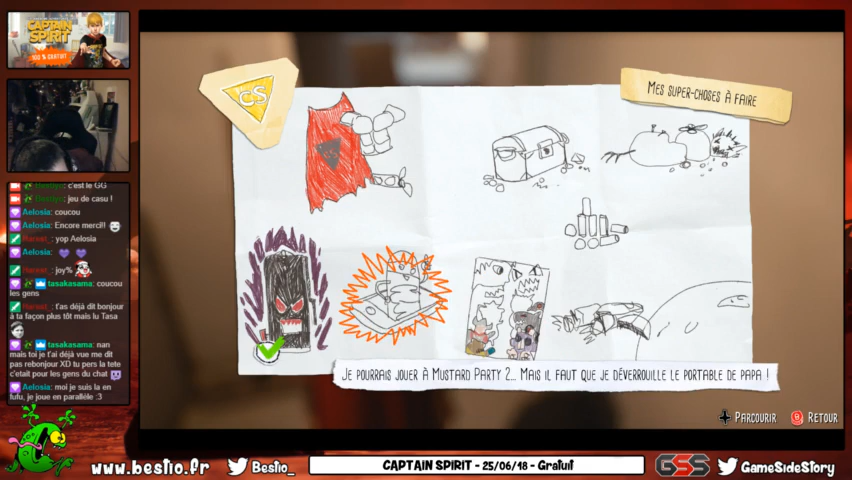 CAPTAIN
SPIRIT
100 % GRATUIT
CS
MES SUPER-CHOSES À FAIRE
: c'est le GG
: jeu de casu !
Aelosia: coucou
Aelosia: Encore merci!!
: yop Aelosia
Aelosia:
: joy%
tasakasama: coucou
les gens
: t'as déjà dit bonjour
à ta façon plus tôt mais lu Tasa
tasakasama: nan
mais toi je t'ai déjà vue me dit
pas rebonjour XD tu pers la tete
c'etait pour les gens du chat
Aelosia: moi je suis la en
fufu, je joue en parallèle :3
JE POURRAIS JOUER À MUSTARD PARTY 2... MAIS IL FAUT QUE JE DÉVERROUILLE LE PORTABLE DE PAPA !
PARCOURIR
RETOUR
www.bestio.fr
Bestio_
CAPTAIN SPIRIT - 25/06/18 - Gratuit
GSS
GameSideStory